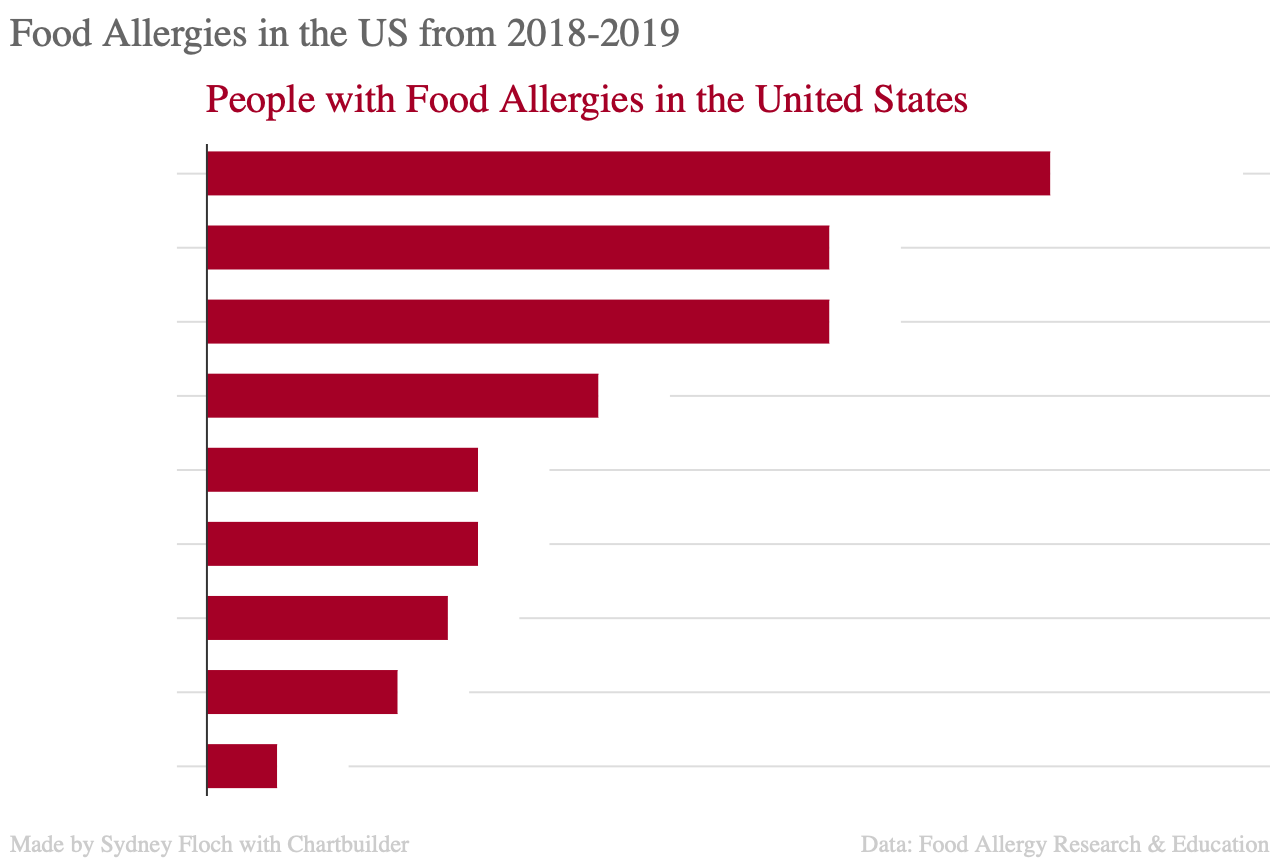 Food Allergies in the US from 2018-2019
People with Food Allergies in the United States
Made by Sydney Floch with Chartbuilder
Data: Food Allergy Research & Education